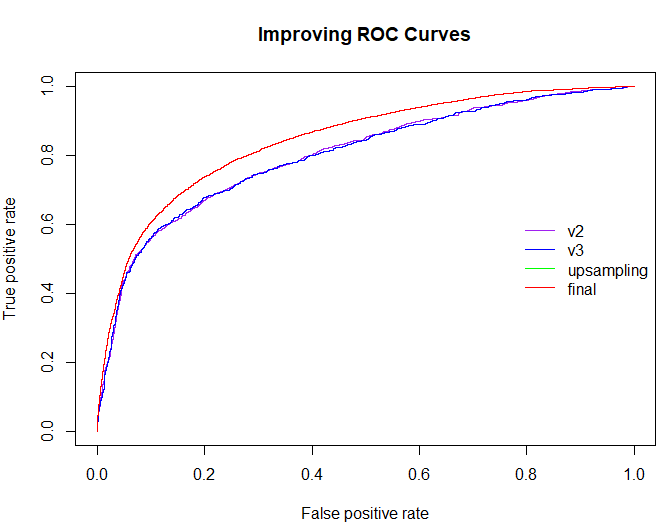 Improving ROC Curves
True positive rate
1.0
0.8
0.6
0.4
0.2
0.0
v2
v3
upsampling
final
0.0 0.2 0.4 0.6 0.8 1.0
False positive rate